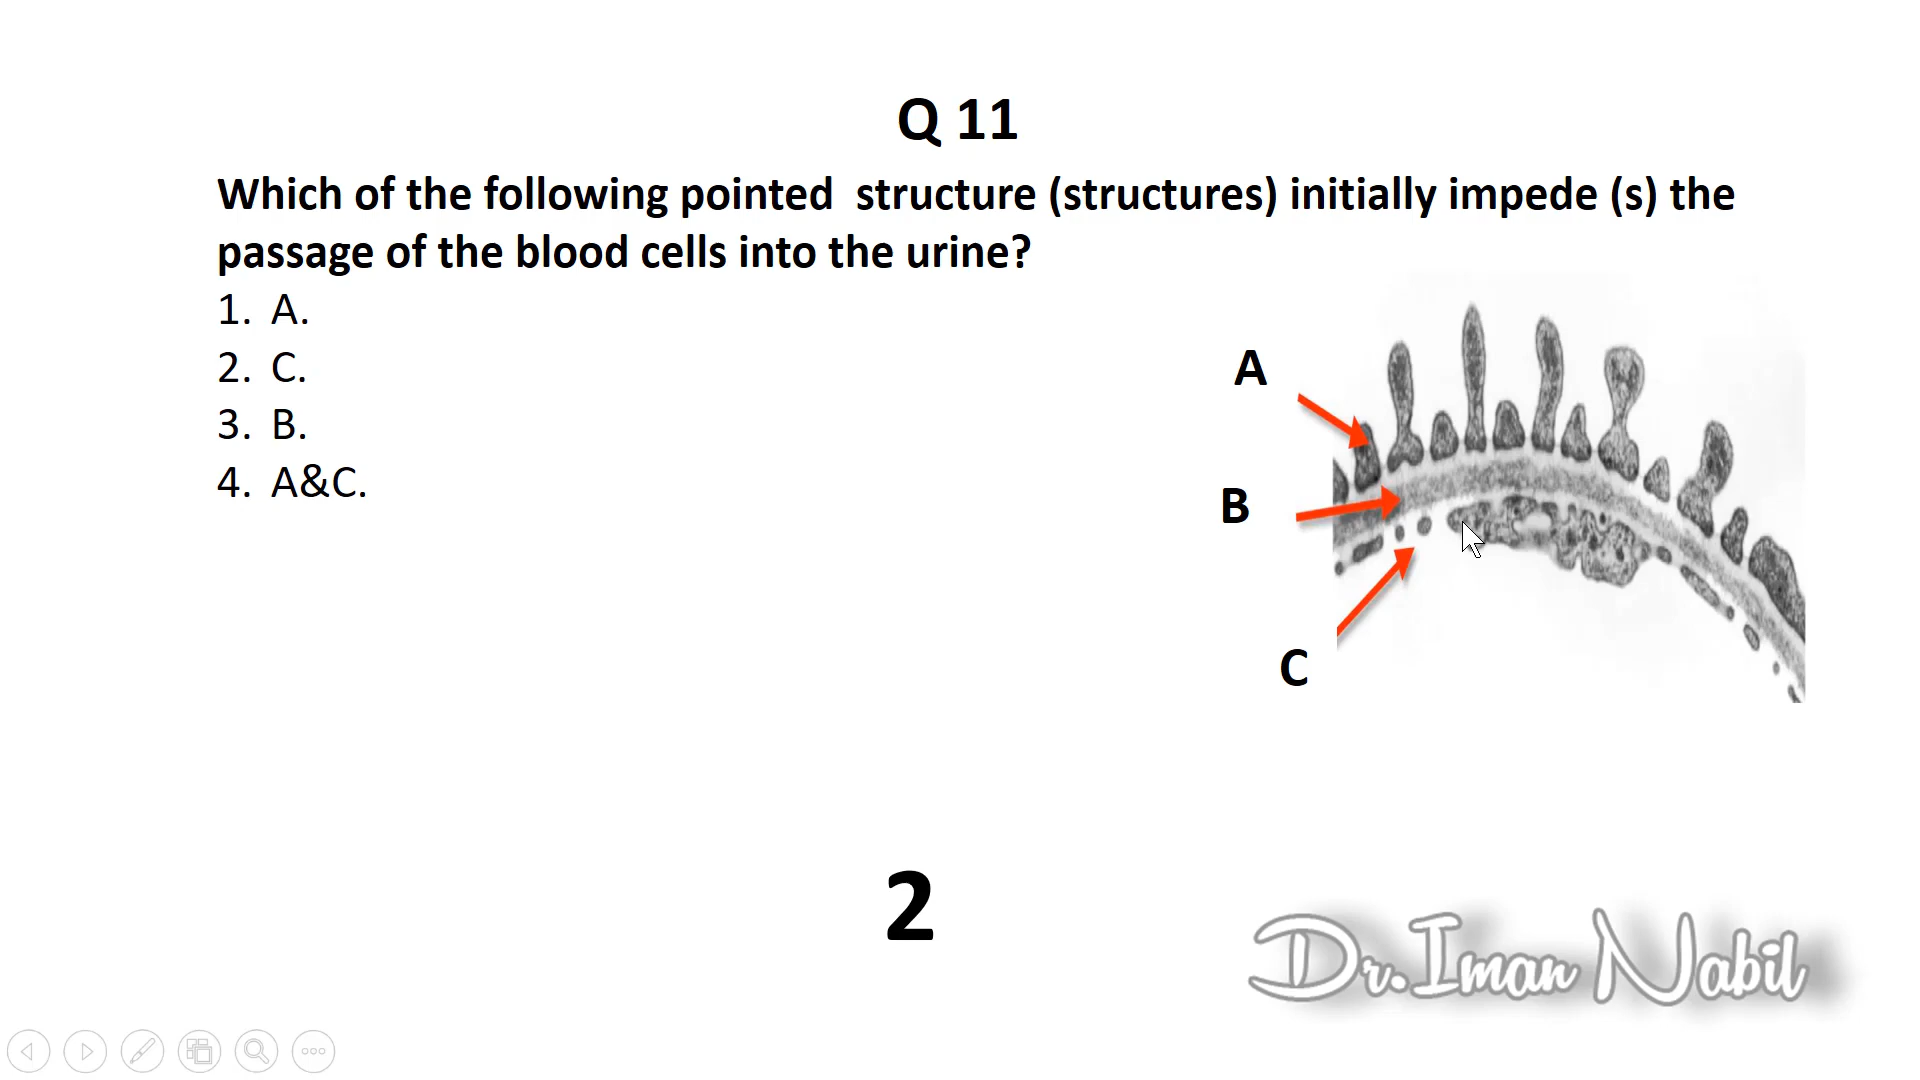 Q 11
Which of the following pointed structure (structures) initially impede (s) the
passage of the blood cells into the urine?
1. A.
2. C.
3. B.
4. A&C.
A
B
C
2
Dr.Iman Nabil